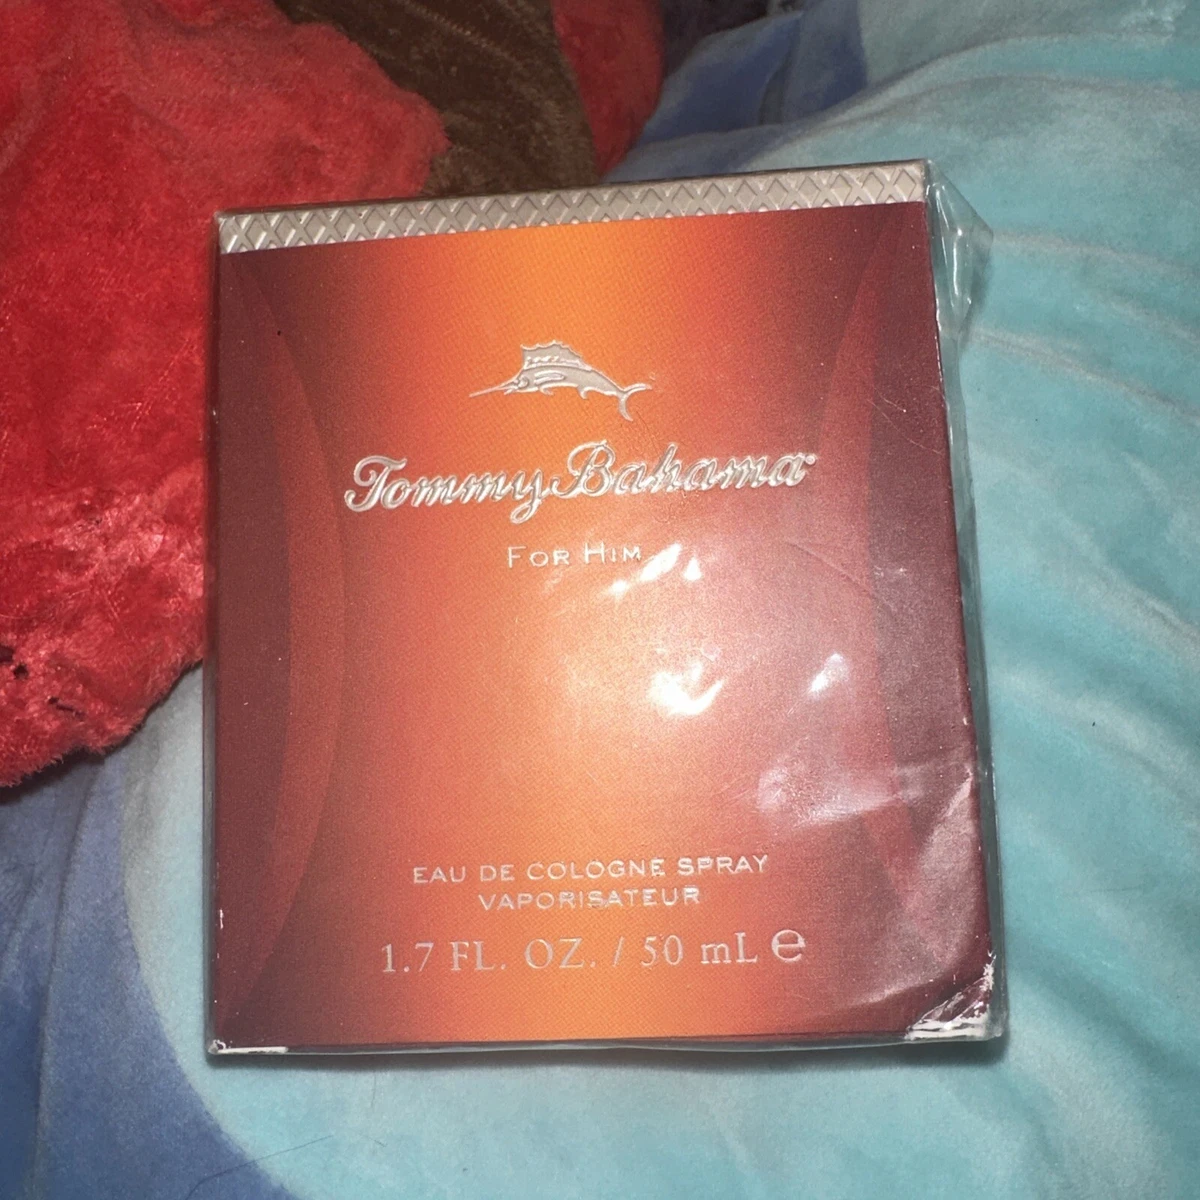 Tommy Bahama
FOR HIM
EAU DE COLOGNE SPRAY
VAPORISATEUR
1.7 FL. OZ. / 50 mL ℮